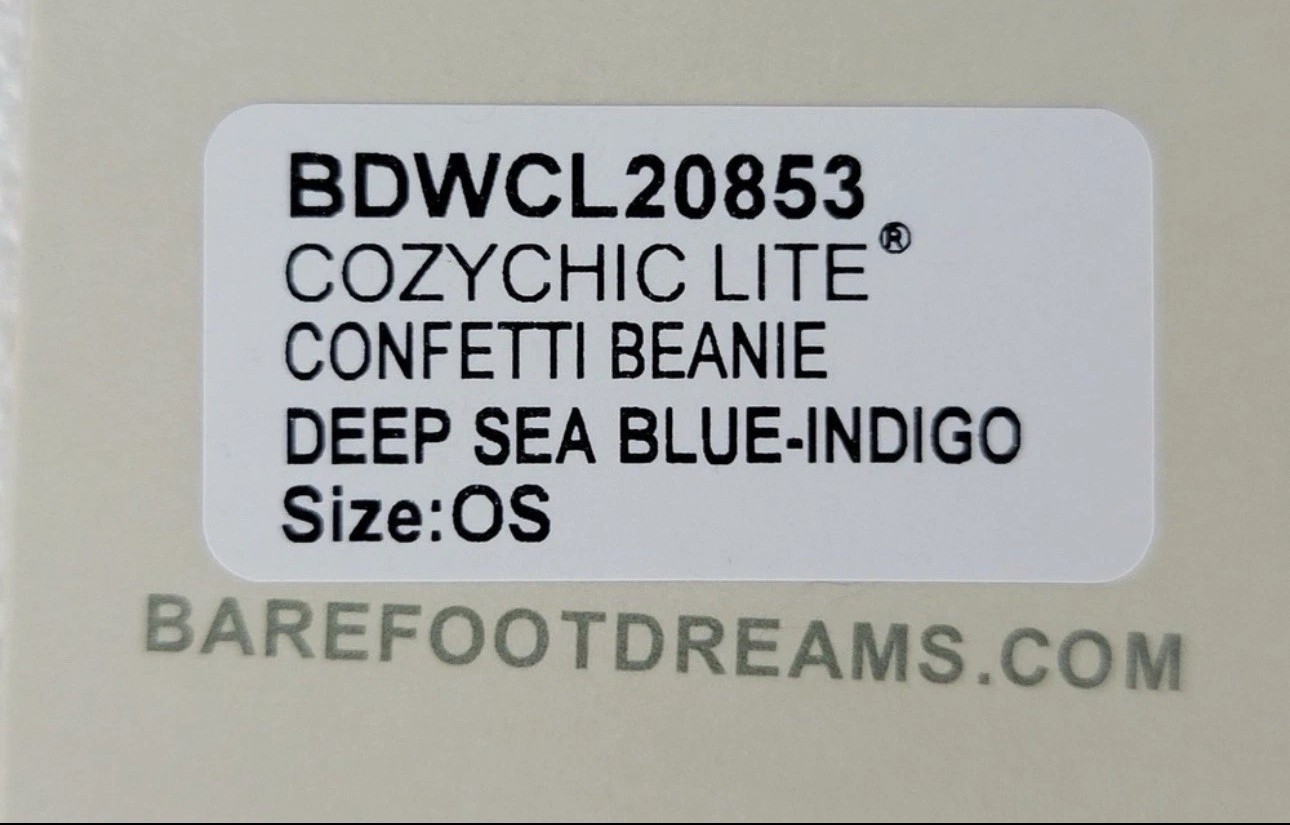 BDWCL20853
COZYCHIC LITE®
CONFETTI BEANIE
DEEP SEA BLUE-INDIGO
Size:OS
BAREFOOTDREAMS.COM